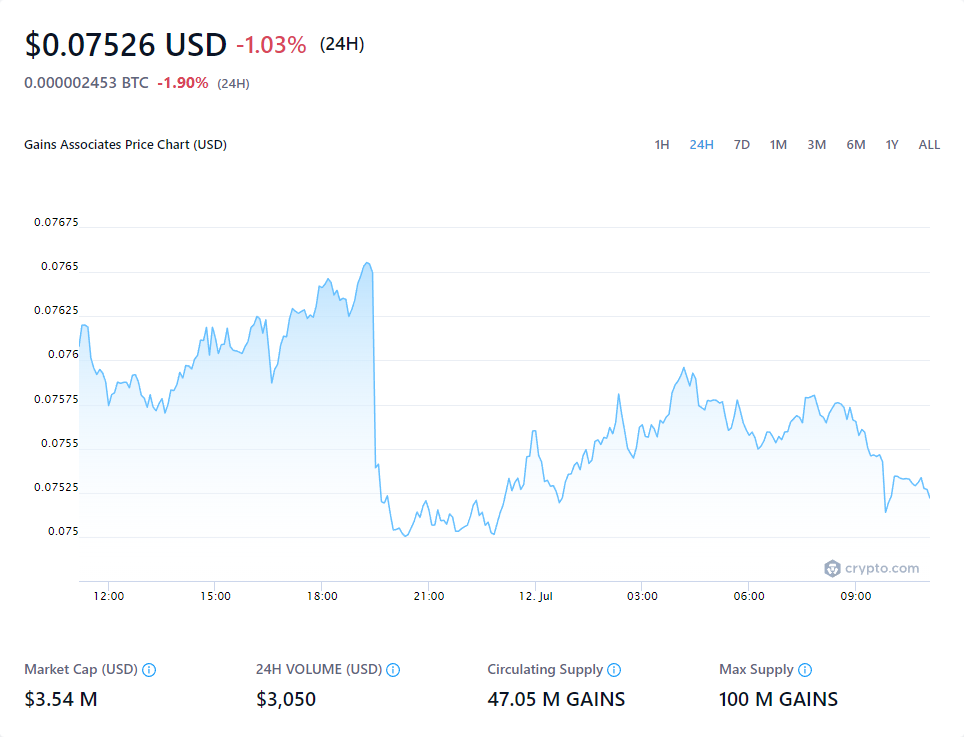 $0.07526 USD -1.03% (24H)
0.000002453 BTC -1.90% (24H)
Gains Associates Price Chart (USD) 1H 24H 7D 1M 3M 6M 1Y ALL
0.07675
0.0765
0.07625
0.076
0.07575
0.0755
0.07525
0.075
crypto.com
12:00 15:00 18:00 21:00 12. Jul 03:00 06:00 09:00
Market Cap (USD) 24H VOLUME (USD) Circulating Supply Max Supply
$3.54 M $3,050 47.05 M GAINS 100 M GAINS